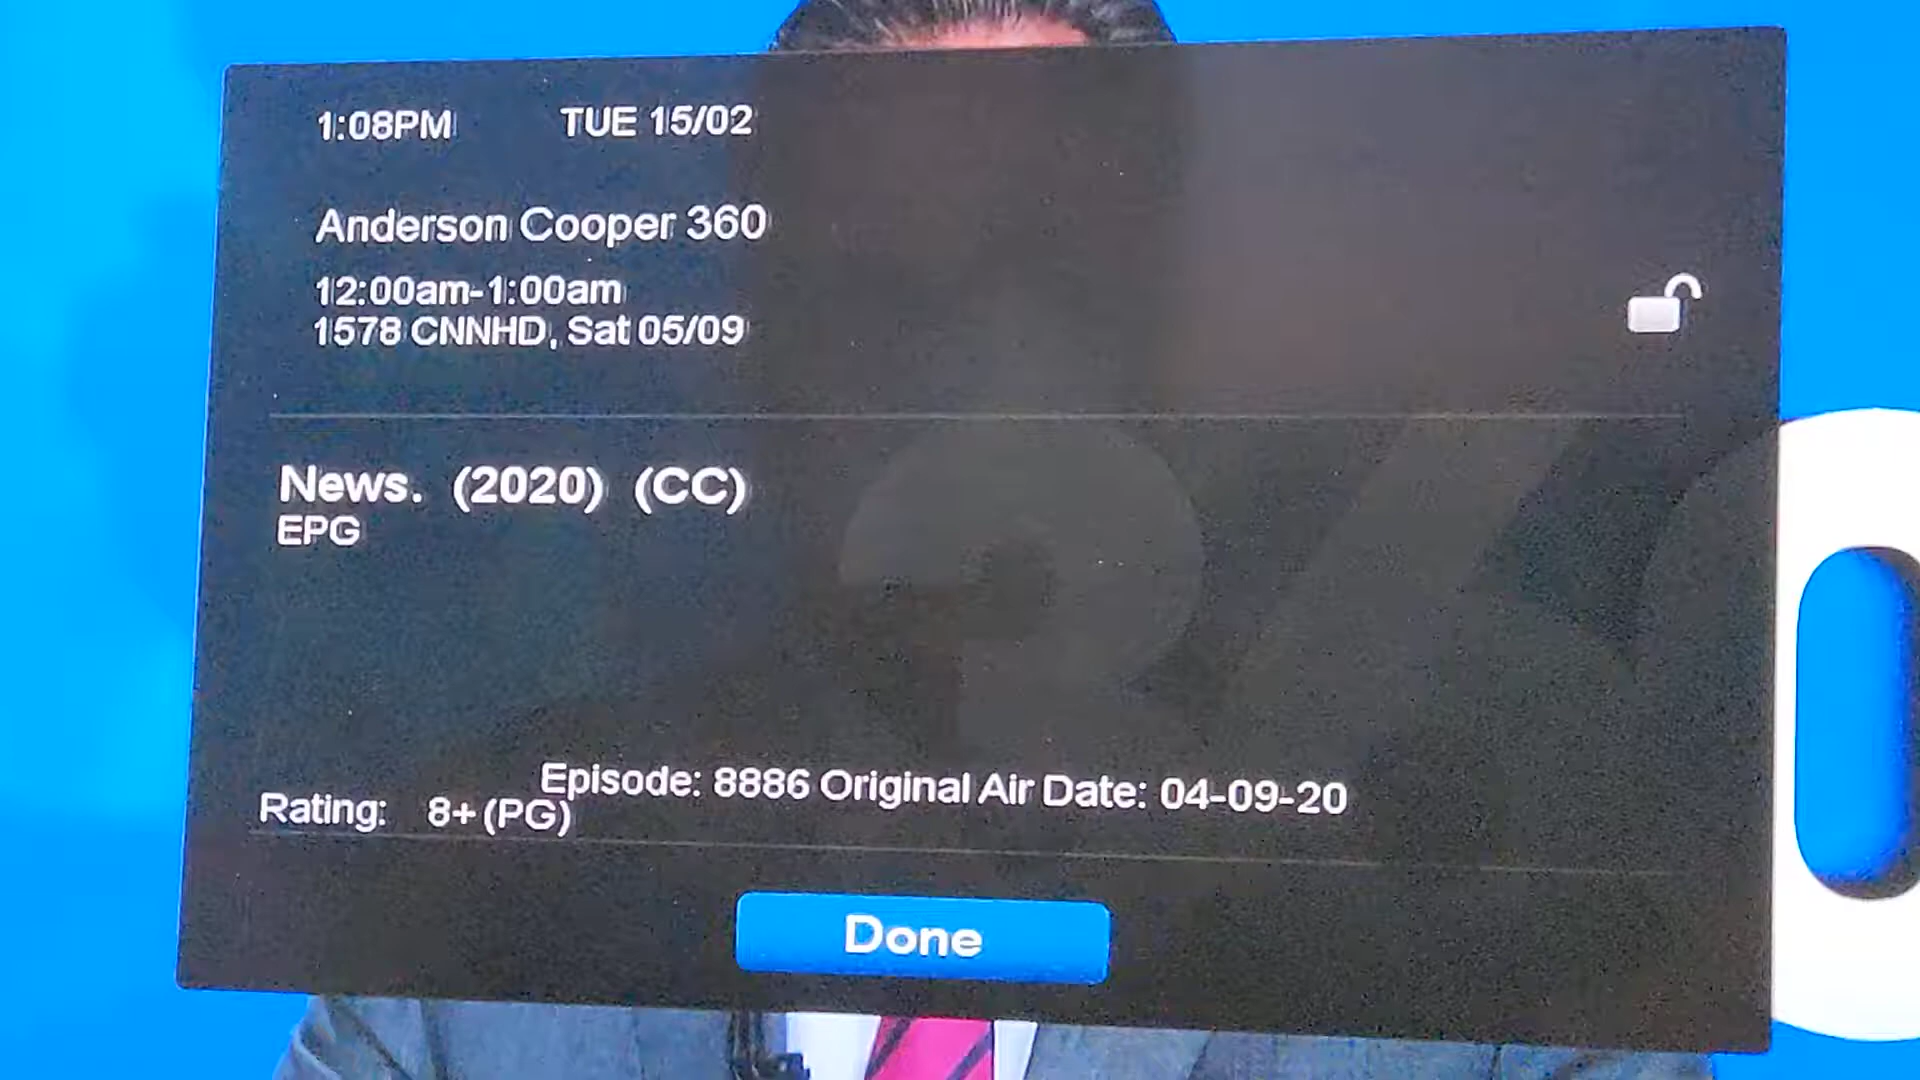 1:08PM TUE 15/02
Anderson Cooper 360
12:00am-1:00am
1578 CNNHD, Sat 05/09
News. (2020) (CC)
EPG
Episode: 8886 Original Air Date: 04-09-20
Rating: 8+ (PG)
Done